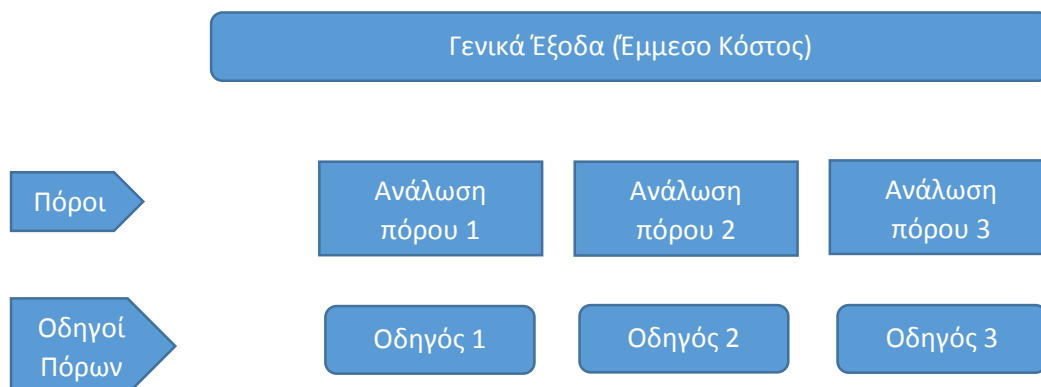 Γενικά Έξοδα (Έμμεσο Κόστος)
Πόροι
Ανάλωση
πόρου 1
Ανάλωση
πόρου 2
Ανάλωση
πόρου 3
Οδηγοί
Πόρων
Οδηγός 1
Οδηγός 2
Οδηγός 3